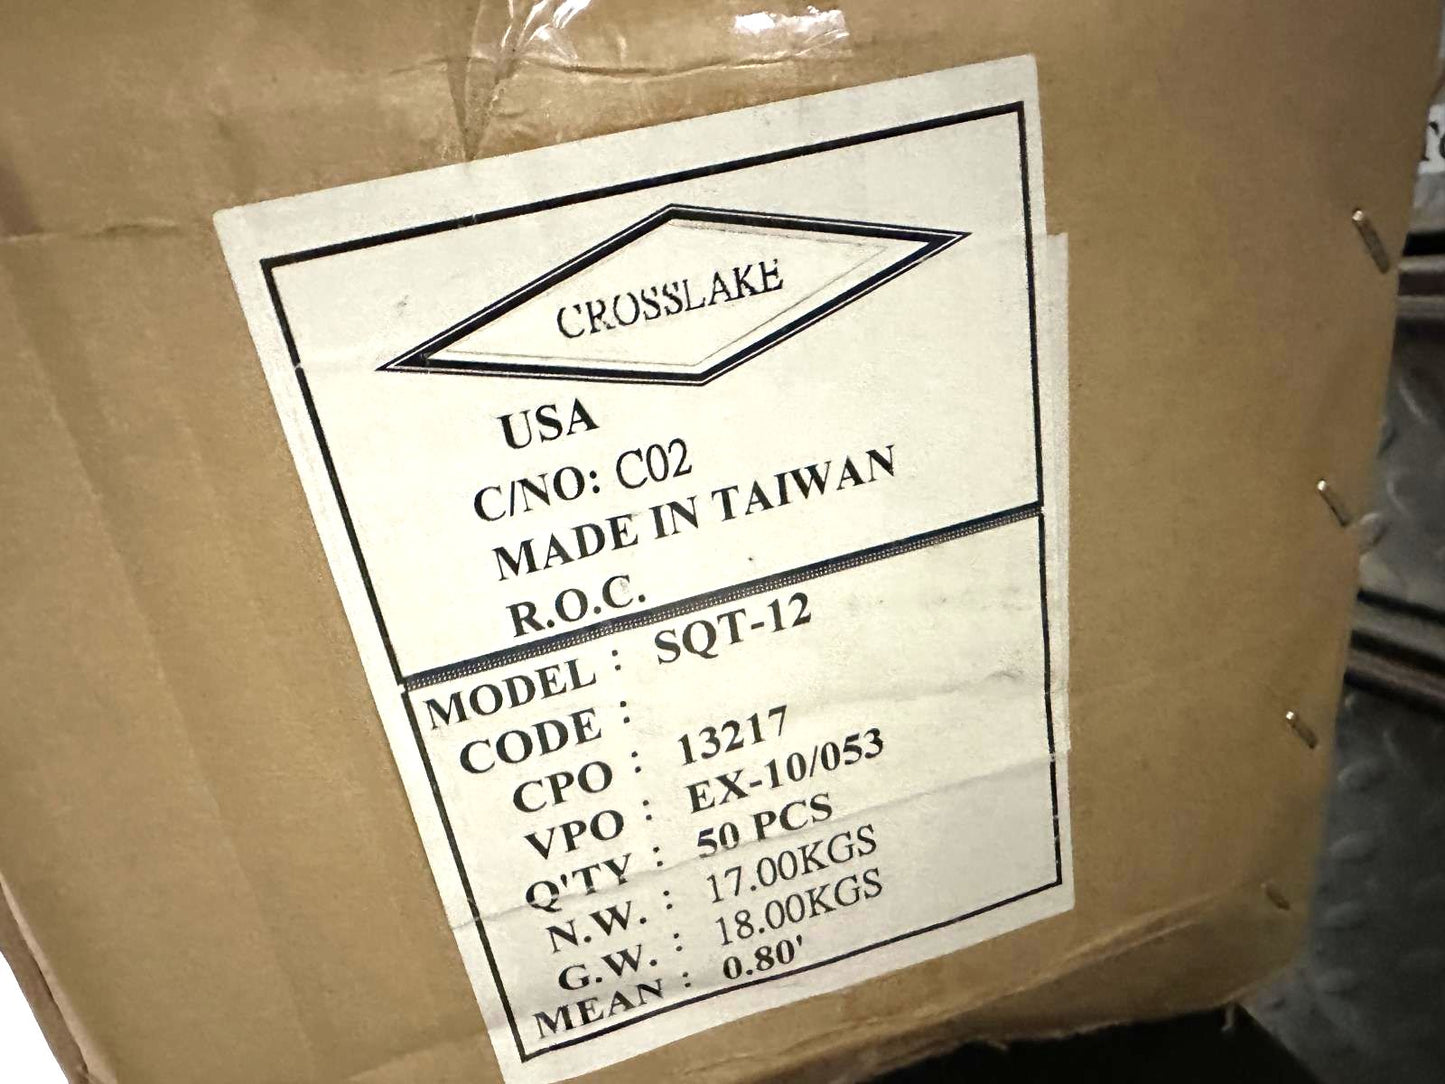 CROSSLAKE
USA
C/NO: C02
MADE IN TAIWAN
R.O.C.
MODEL : SQT-12
CODE :
CPO : 13217
VPO : EX-10/053
Q'TY : 50 PCS
N.W. : 17.00KGS
G.W. : 18.00KGS
MEAN : 0.80'